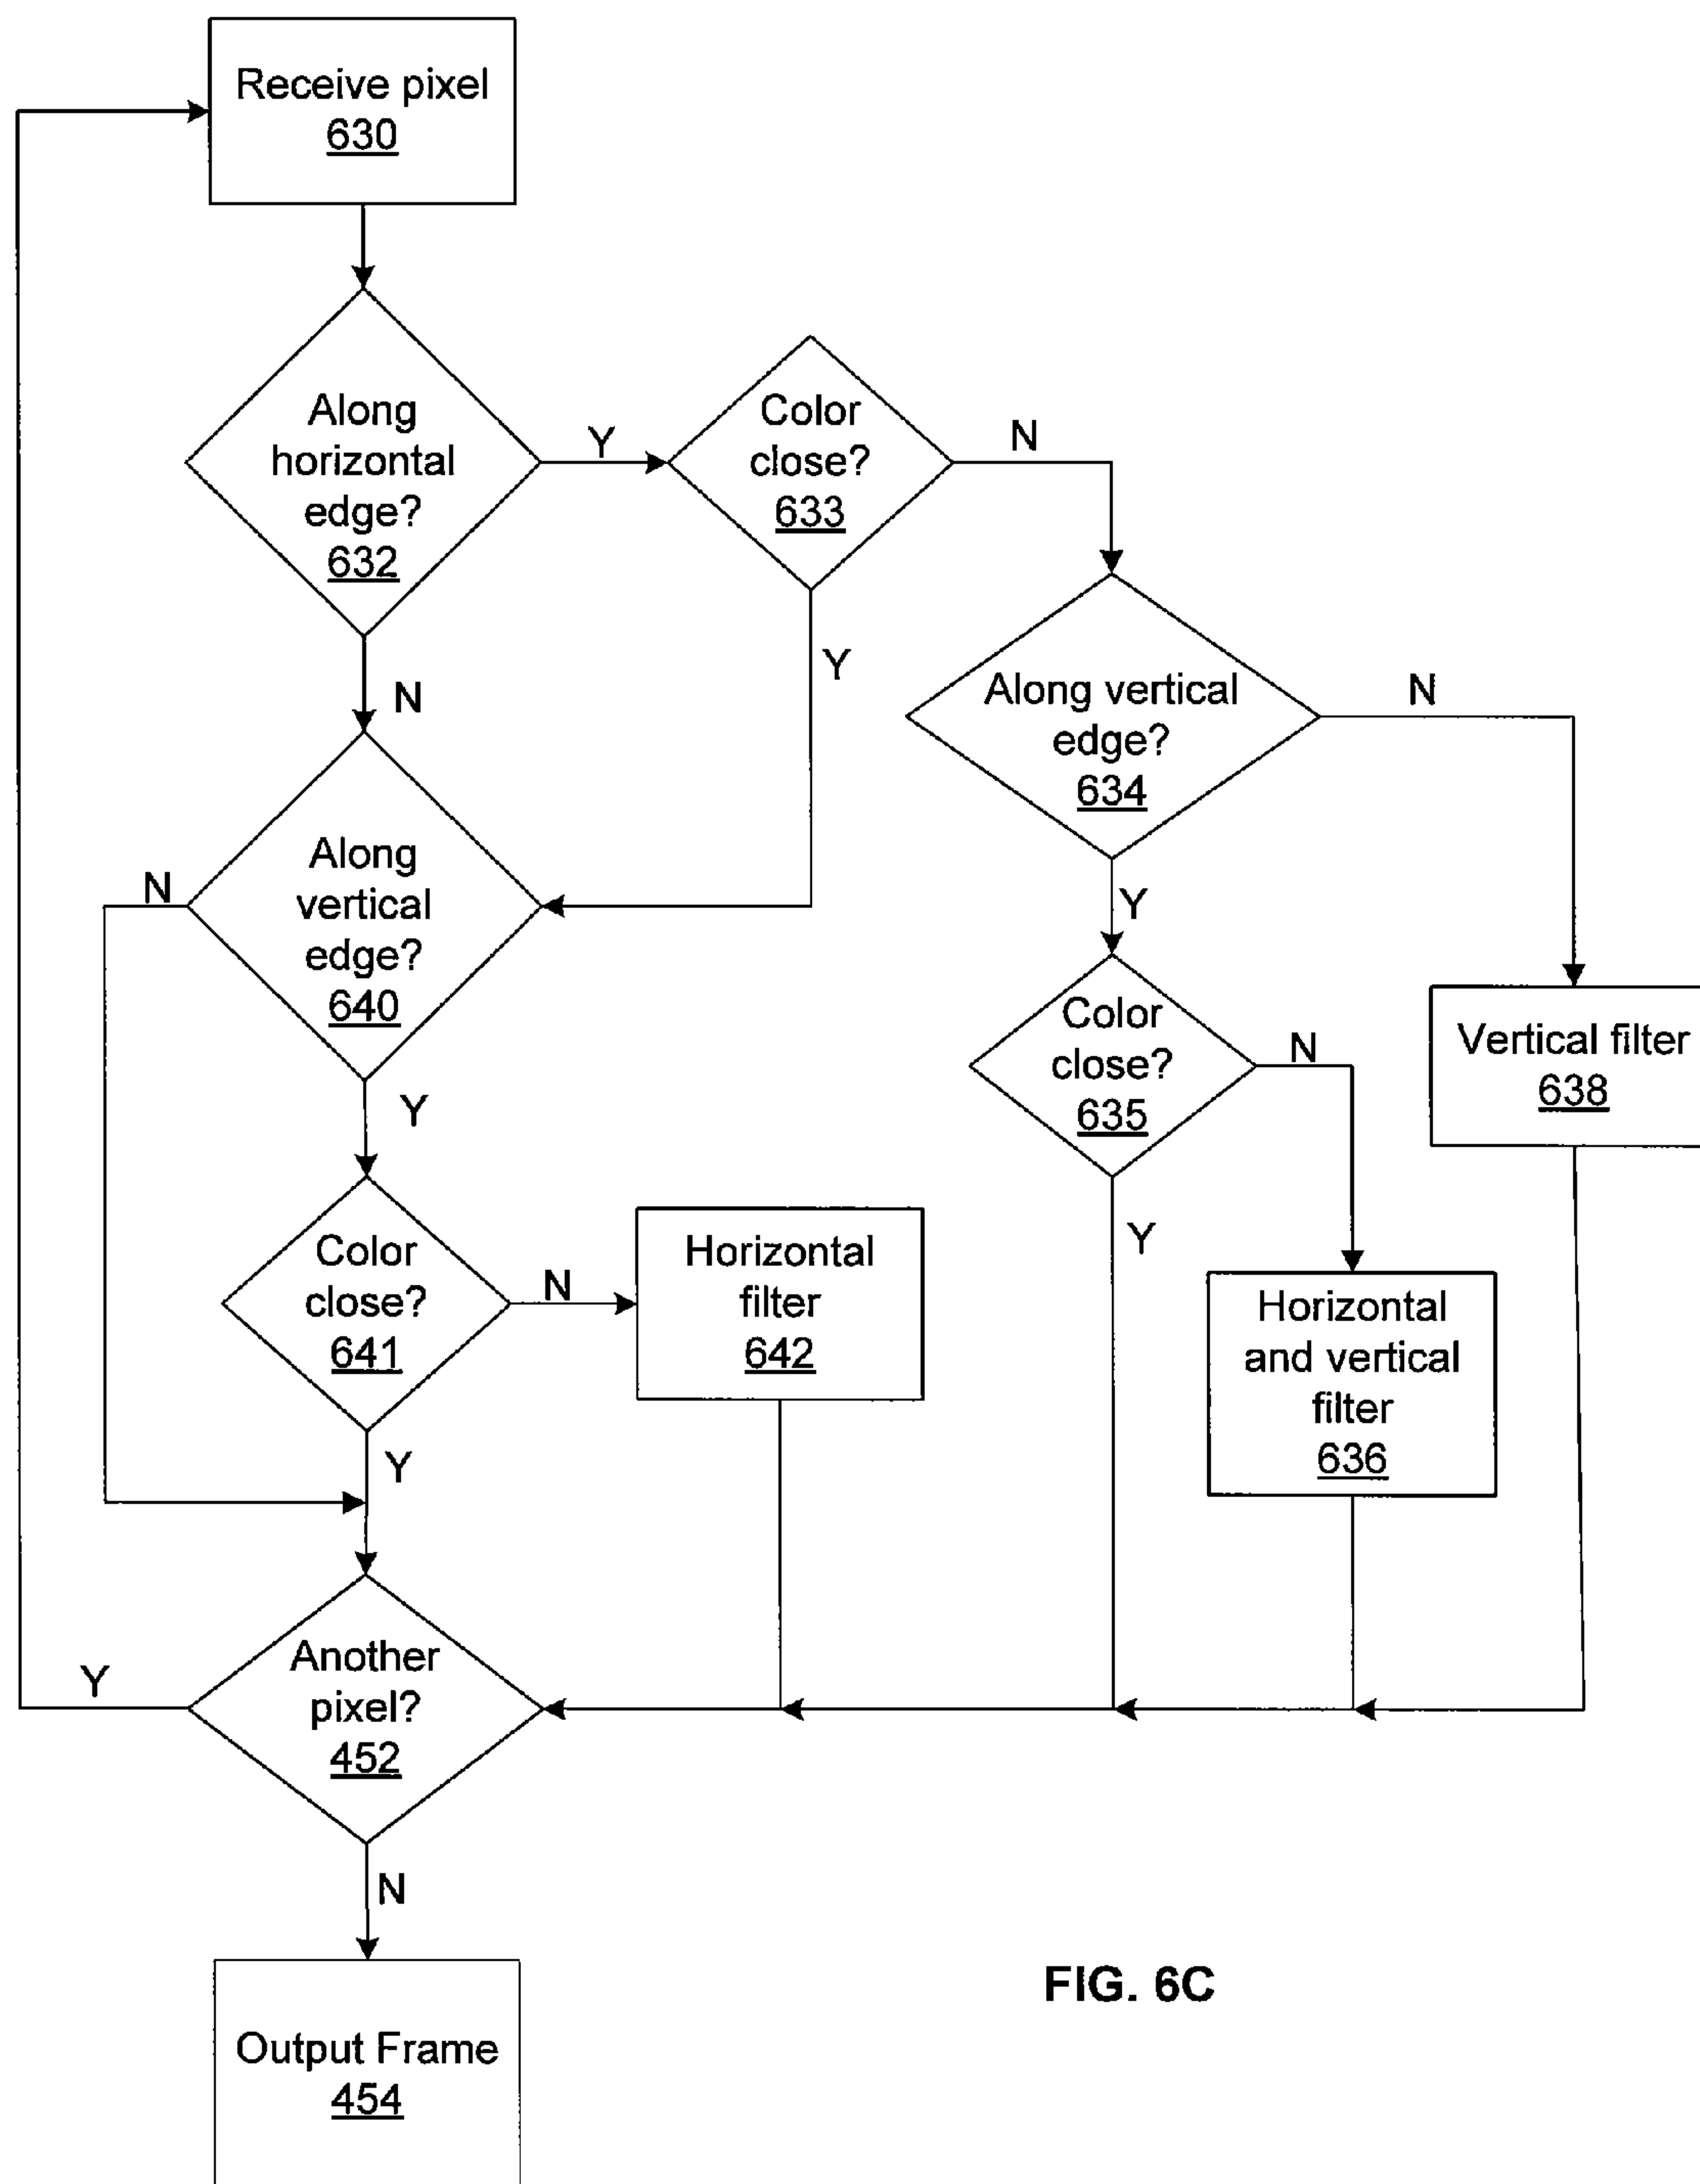 Receive pixel
630
Along
horizontal
edge?
632
Y
Color
close?
633
N
Y
N
Along vertical
edge?
634
N
Y
Along
vertical
edge?
640
N
Y
Color
close?
635
N
Y
Vertical filter
638
Color
close?
641
N
Y
Horizontal
filter
642
Horizontal
and vertical
filter
636
Another
pixel?
452
Y
N
Output Frame
454
FIG. 6C